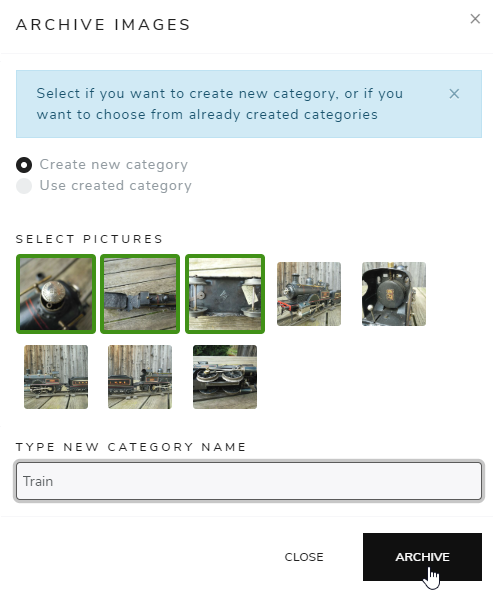 ARCHIVE IMAGES
Select if you want to create new category, or if you
want to choose from already created categories
Create new category
Use created category
SELECT PICTURES
TYPE NEW CATEGORY NAME
Train
CLOSE
ARCHIVE